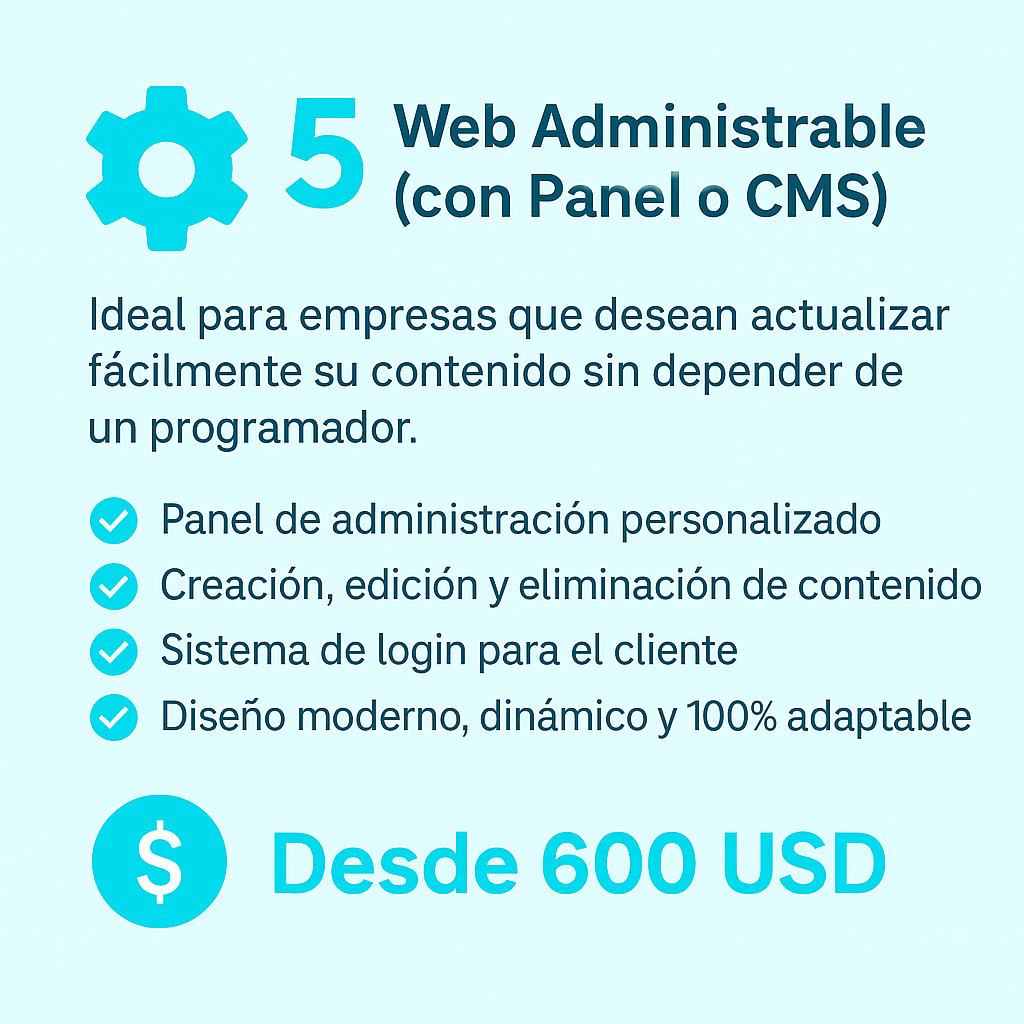 5
Web Administrable
(con Panel o CMS)
Ideal para empresas que desean actualizar
fácilmente su contenido sin depender de
un programador.
Panel de administración personalizado
Creación, edición y eliminación de contenido
Sistema de login para el cliente
Diseño moderno, dinámico y 100% adaptable
$ Desde 600 USD